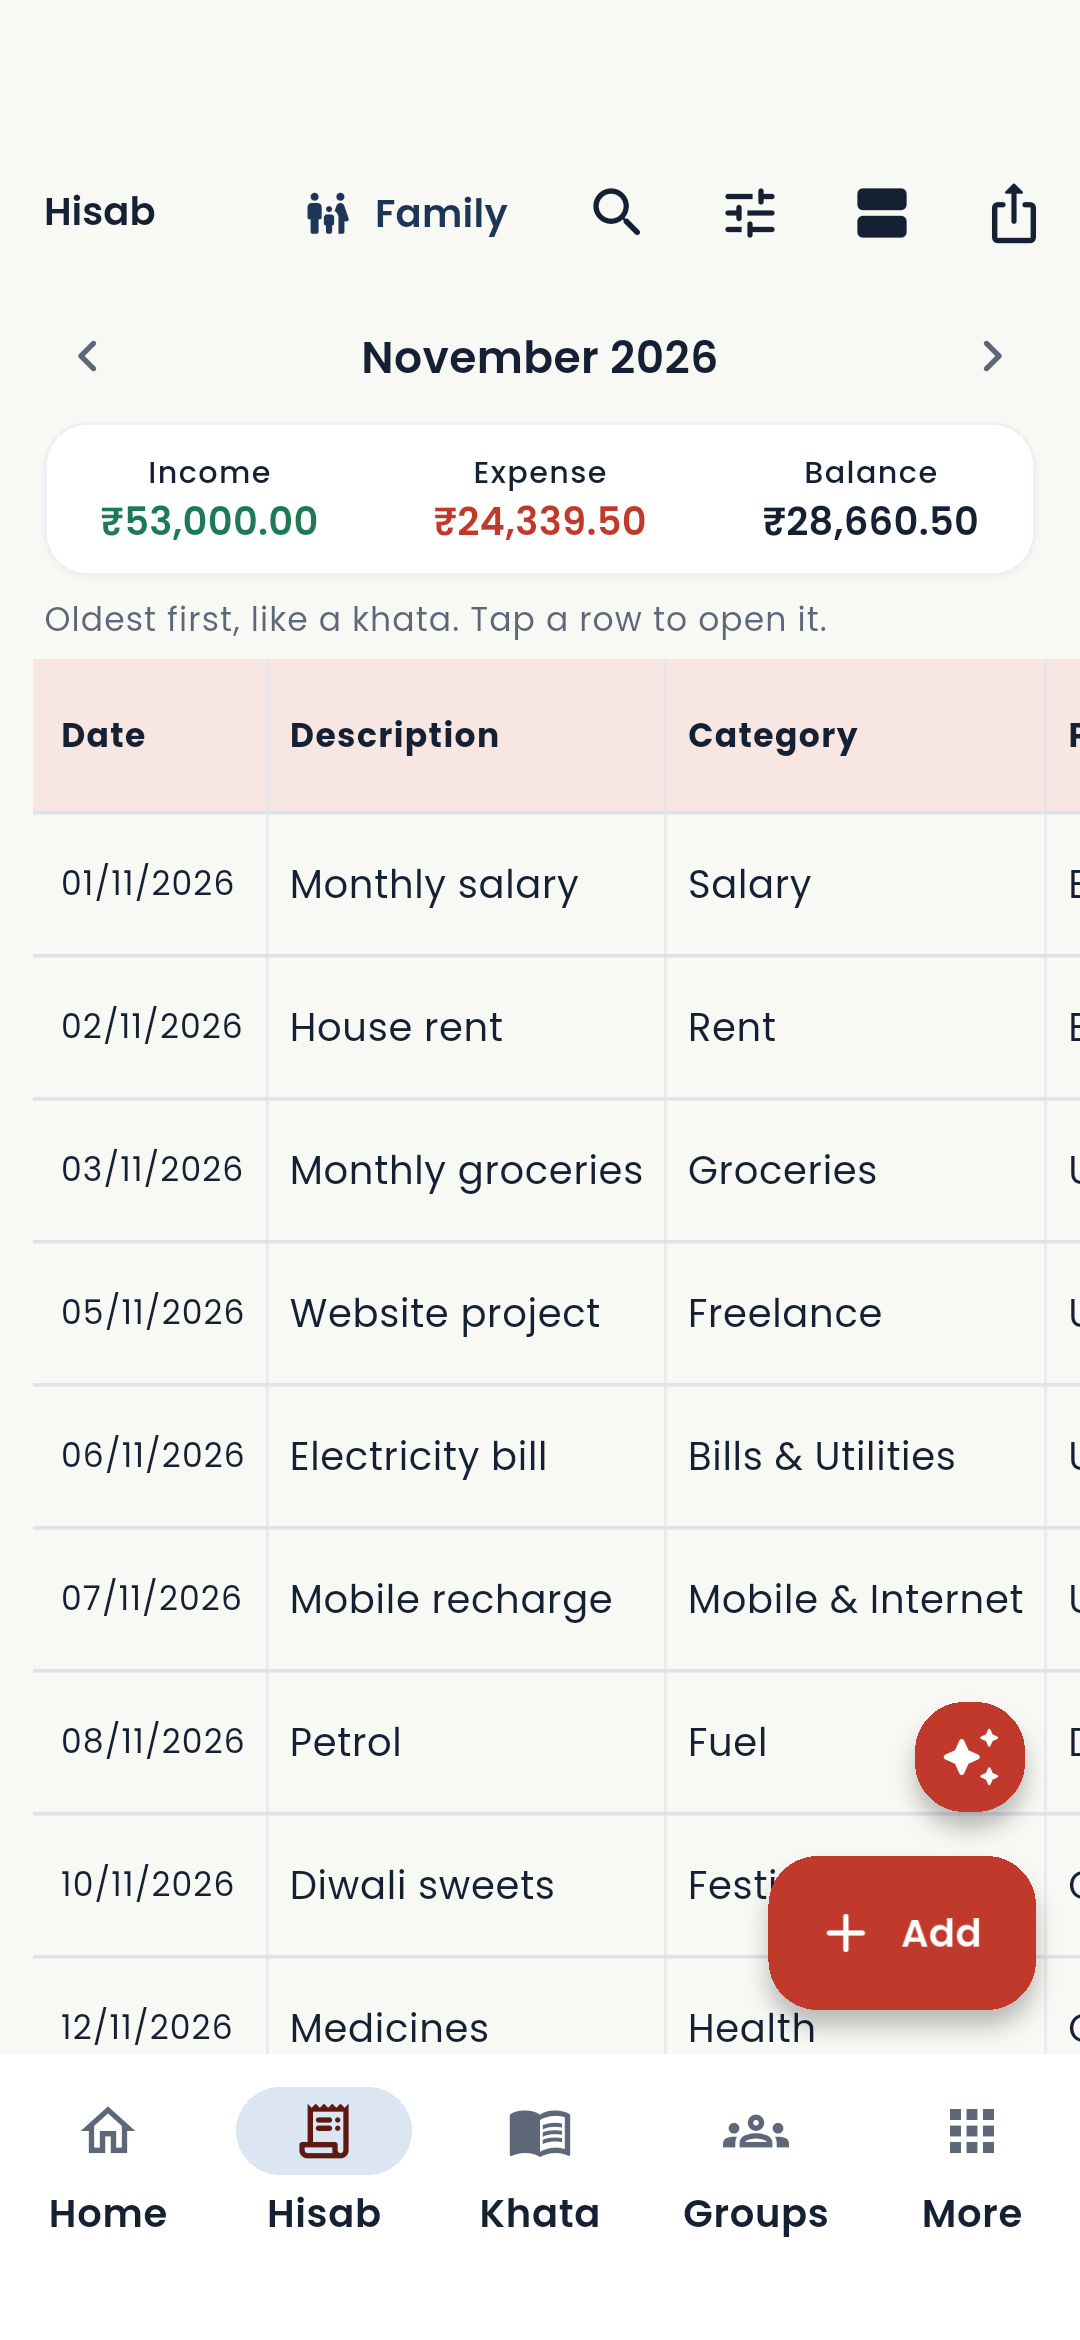 Hisab
Family
November 2026
Income Expense Balance
₹53,000.00 ₹24,339.50 ₹28,660.50
Oldest first, like a khata. Tap a row to open it.
Date Description Category
01/11/2026 Monthly salary Salary
02/11/2026 House rent Rent
03/11/2026 Monthly groceries Groceries
05/11/2026 Website project Freelance
06/11/2026 Electricity bill Bills & Utilities
07/11/2026 Mobile recharge Mobile & Internet
08/11/2026 Petrol Fuel
10/11/2026 Diwali sweets
Add
12/11/2026 Medicines Health
Home Hisab Khata Groups More